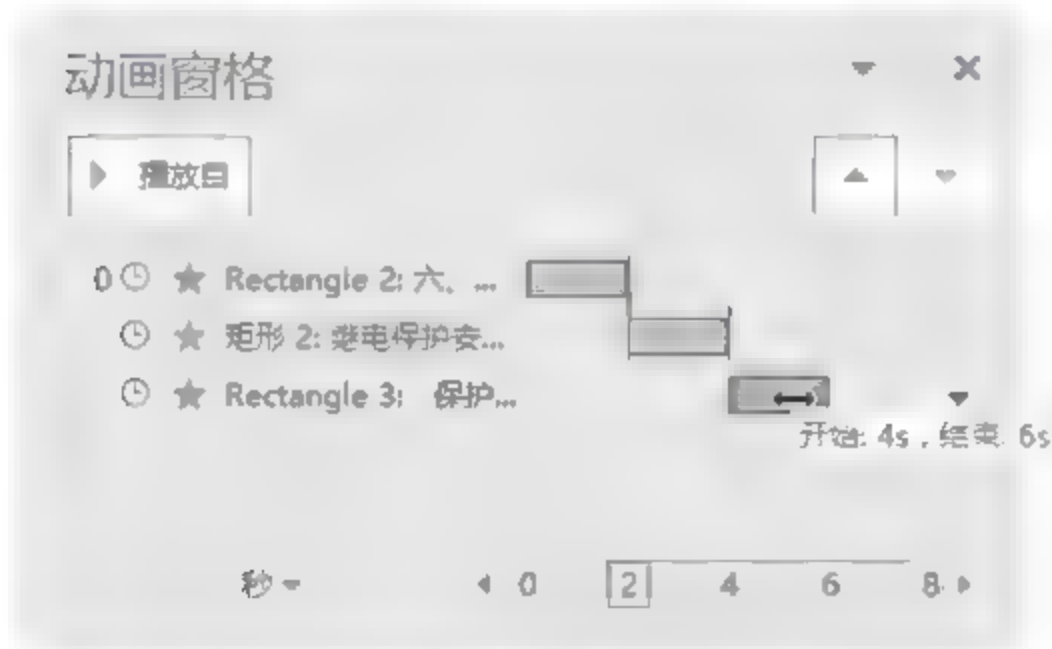 动画窗格
播放自
0 Rectangle 2: 六、 ...
矩形 2: 继电保护安...
Rectangle 3: 保护...
开始: 4s , 结束: 6s
秒 0 2 4 6 8